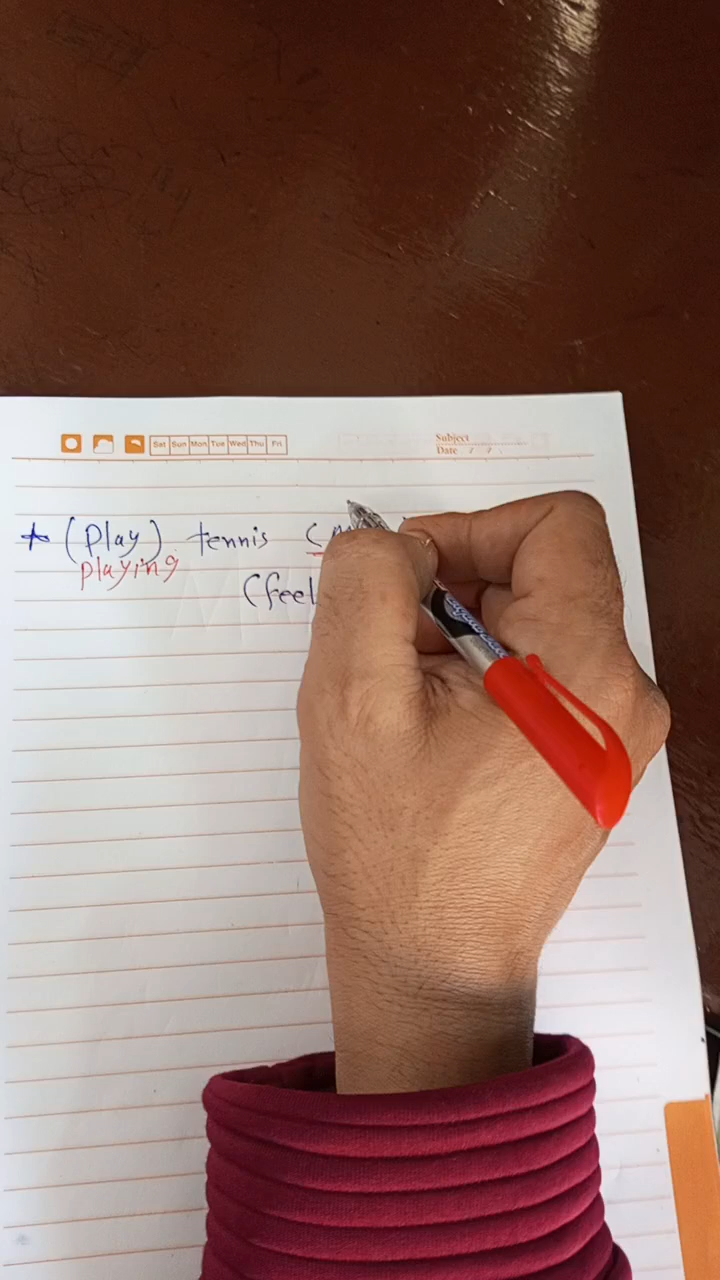 Sat Sun Mon Tue Wed Thu Fri
Subject
Date
(Play) tennis
playing
(feel